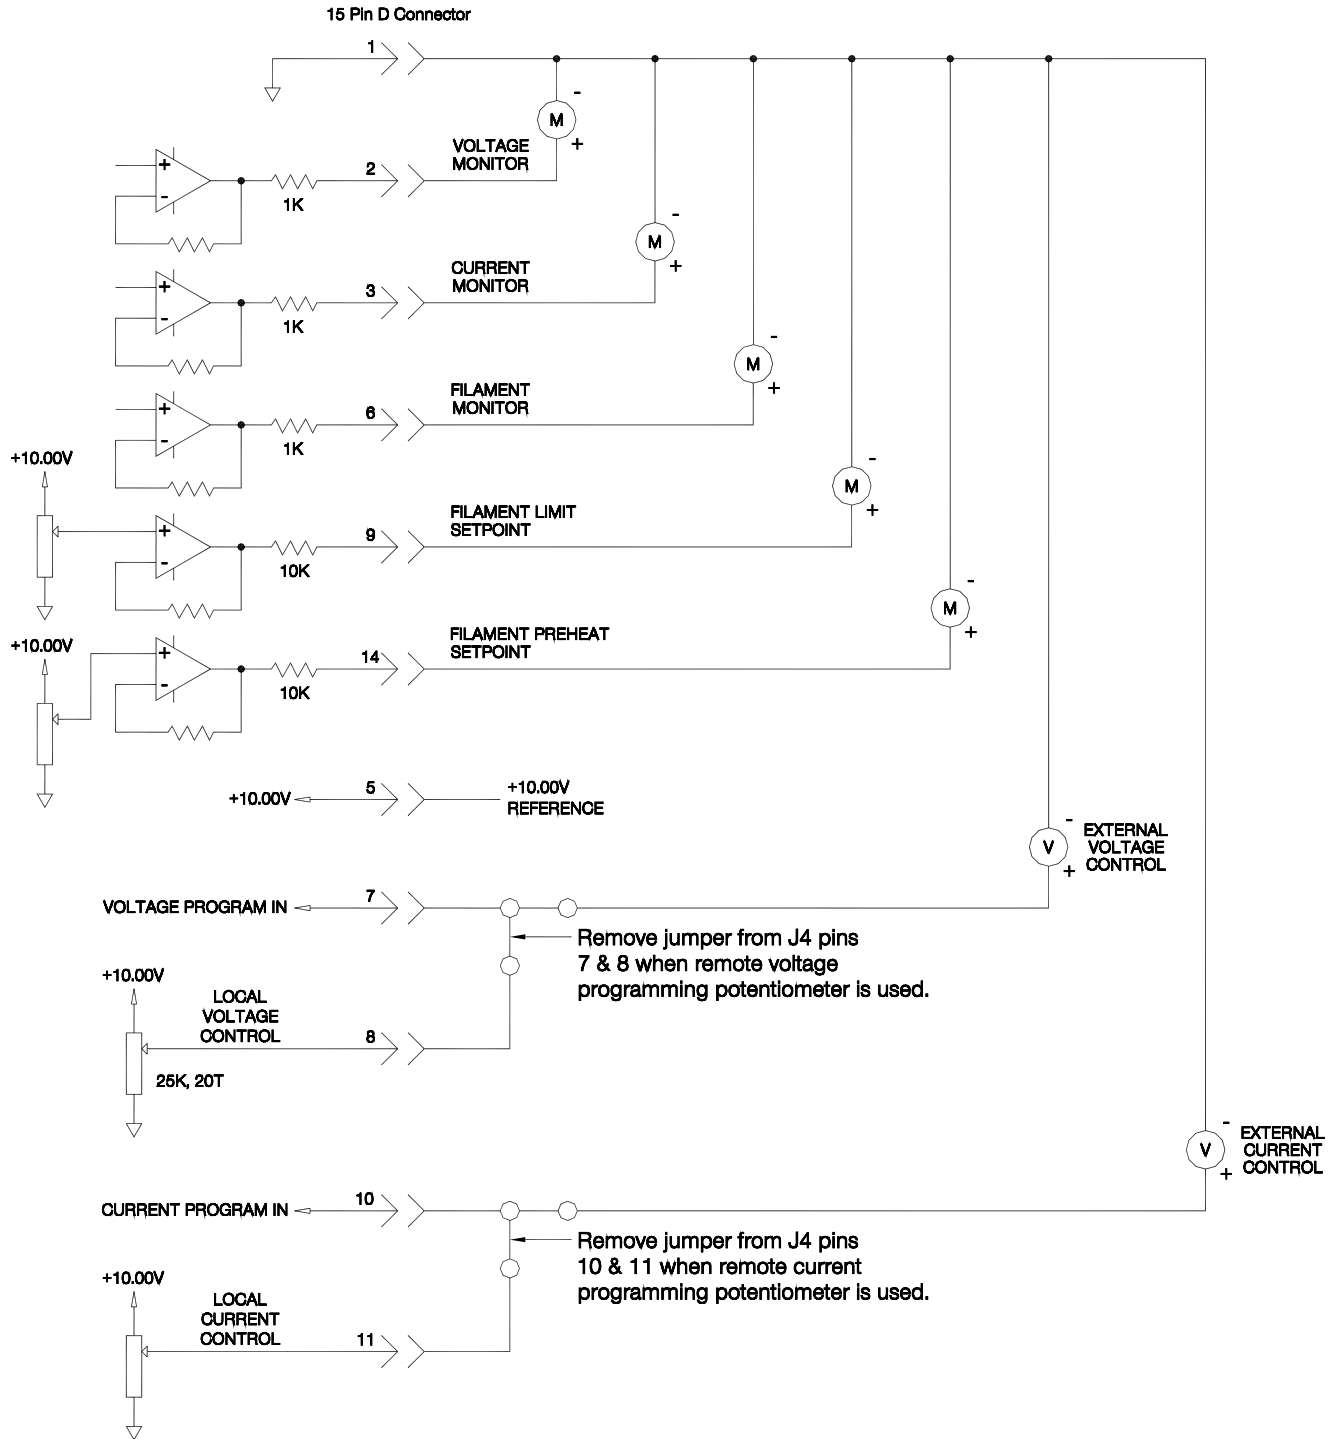 15 Pin D Connector
1
-
M
+
VOLTAGE
MONITOR
+
-
2
1K
-
M
+
CURRENT
MONITOR
+
-
3
1K
-
M
+
FILAMENT
MONITOR
+
-
6
1K
+10.00V
-
M
+
FILAMENT LIMIT
SETPOINT
+
-
9
10K
+10.00V
-
M
+
FILAMENT PREHEAT
SETPOINT
+
-
14
10K
+10.00V
5
+10.00V
REFERENCE
-
V
+
EXTERNAL
VOLTAGE
CONTROL
VOLTAGE PROGRAM IN
7
Remove jumper from J4 pins
7 & 8 when remote voltage
programming potentiometer is used.
+10.00V
LOCAL
VOLTAGE
CONTROL
8
25K, 20T
-
V
+
EXTERNAL
CURRENT
CONTROL
CURRENT PROGRAM IN
10
Remove jumper from J4 pins
10 & 11 when remote current
programming potentiometer is used.
+10.00V
LOCAL
CURRENT
CONTROL
11